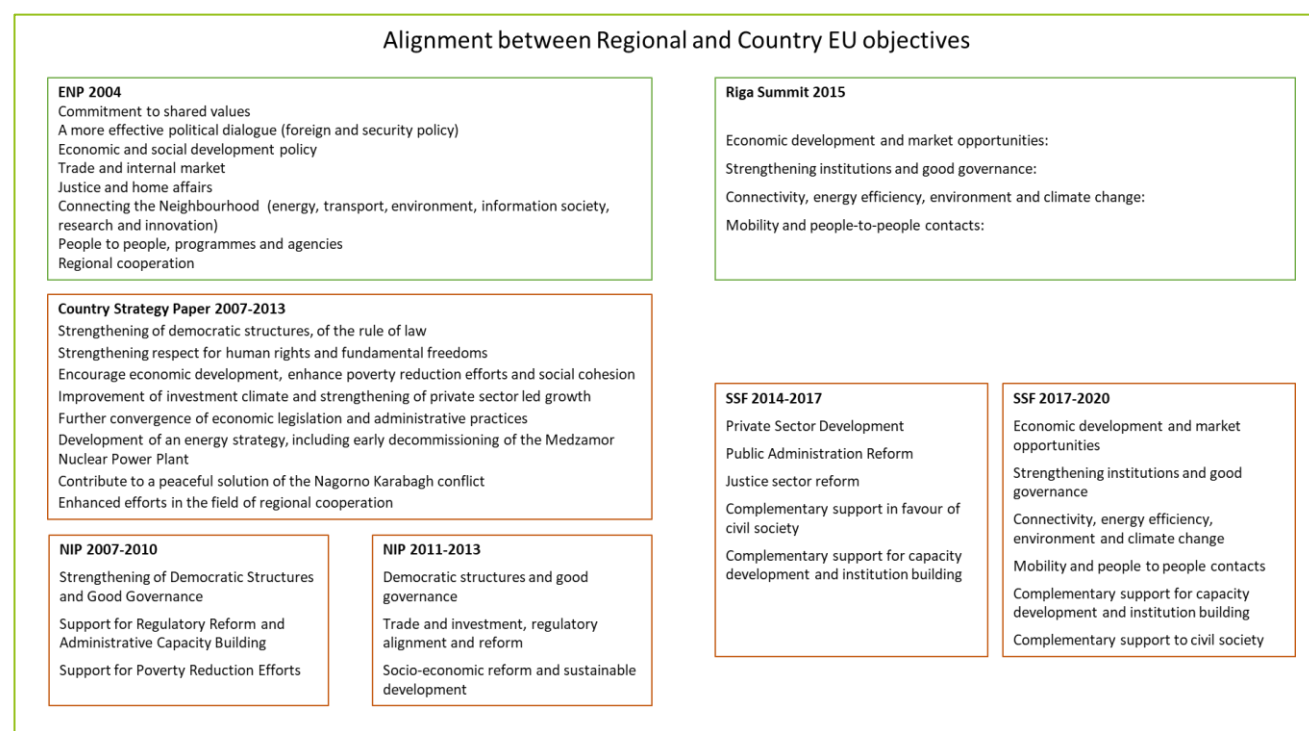 Alignment between Regional and Country EU objectives
ENP 2004
Commitment to shared values
A more effective political dialogue (foreign and security policy)
Economic and social development policy
Trade and internal market
Justice and home affairs
Connecting the Neighbourhood (energy, transport, environment, information society,
research and innovation)
People to people, programmes and agencies
Regional cooperation
Riga Summit 2015
Economic development and market opportunities:
Strengthening institutions and good governance:
Connectivity, energy efficiency, environment and climate change:
Mobility and people-to-people contacts:
Country Strategy Paper 2007-2013
Strengthening of democratic structures, of the rule of law
Strengthening respect for human rights and fundamental freedoms
Encourage economic development, enhance poverty reduction efforts and social cohesion
Improvement of investment climate and strengthening of private sector led growth
Further convergence of economic legislation and administrative practices
Development of an energy strategy, including early decommissioning of the Medzamor
Nuclear Power Plant
Contribute to a peaceful solution of the Nagorno Karabagh conflict
Enhanced efforts in the field of regional cooperation
SSF 2014-2017
Private Sector Development
Public Administration Reform
Justice sector reform
Complementary support in favour of
civil society
Complementary support for capacity
development and institution building
SSF 2017-2020
Economic development and market
opportunities
Strengthening institutions and good
governance
Connectivity, energy efficiency,
environment and climate change
Mobility and people to people contacts
Complementary support for capacity
development and institution building
Complementary support to civil society
NIP 2007-2010
Strengthening of Democratic Structures
and Good Governance
Support for Regulatory Reform and
Administrative Capacity Building
Support for Poverty Reduction Efforts
NIP 2011-2013
Democratic structures and good
governance
Trade and investment, regulatory
alignment and reform
Socio-economic reform and sustainable
development